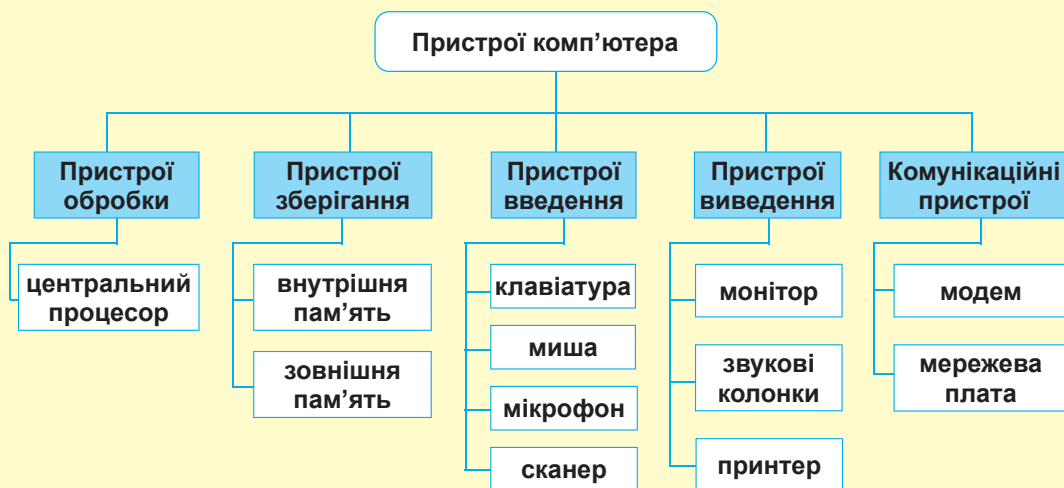 Пристрої комп’ютера
Пристрої
обробки
Пристрої
зберігання
Пристрої
введення
Пристрої
виведення
Комунікаційні
пристрої
центральний
процесор
внутрішня
пам’ять
зовнішня
пам’ять
клавіатура
миша
мікрофон
сканер
монітор
звукові
колонки
принтер
модем
мережева
плата